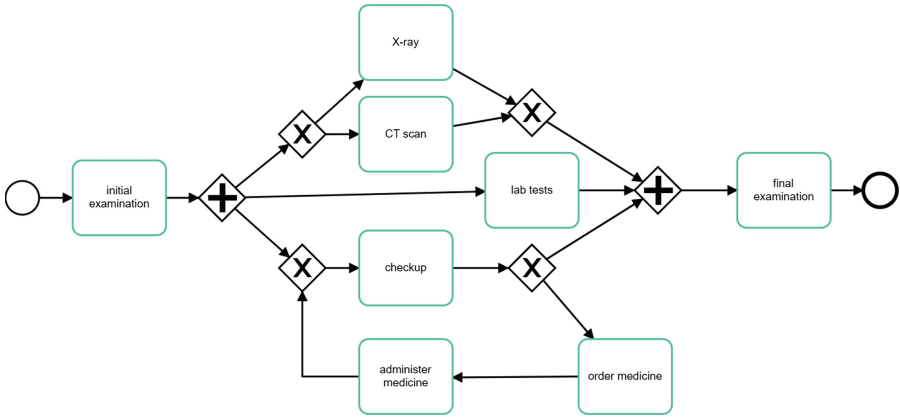 X-ray
CT scan
initial
examination
lab tests
final
examination
checkup
administer
medicine
order medicine